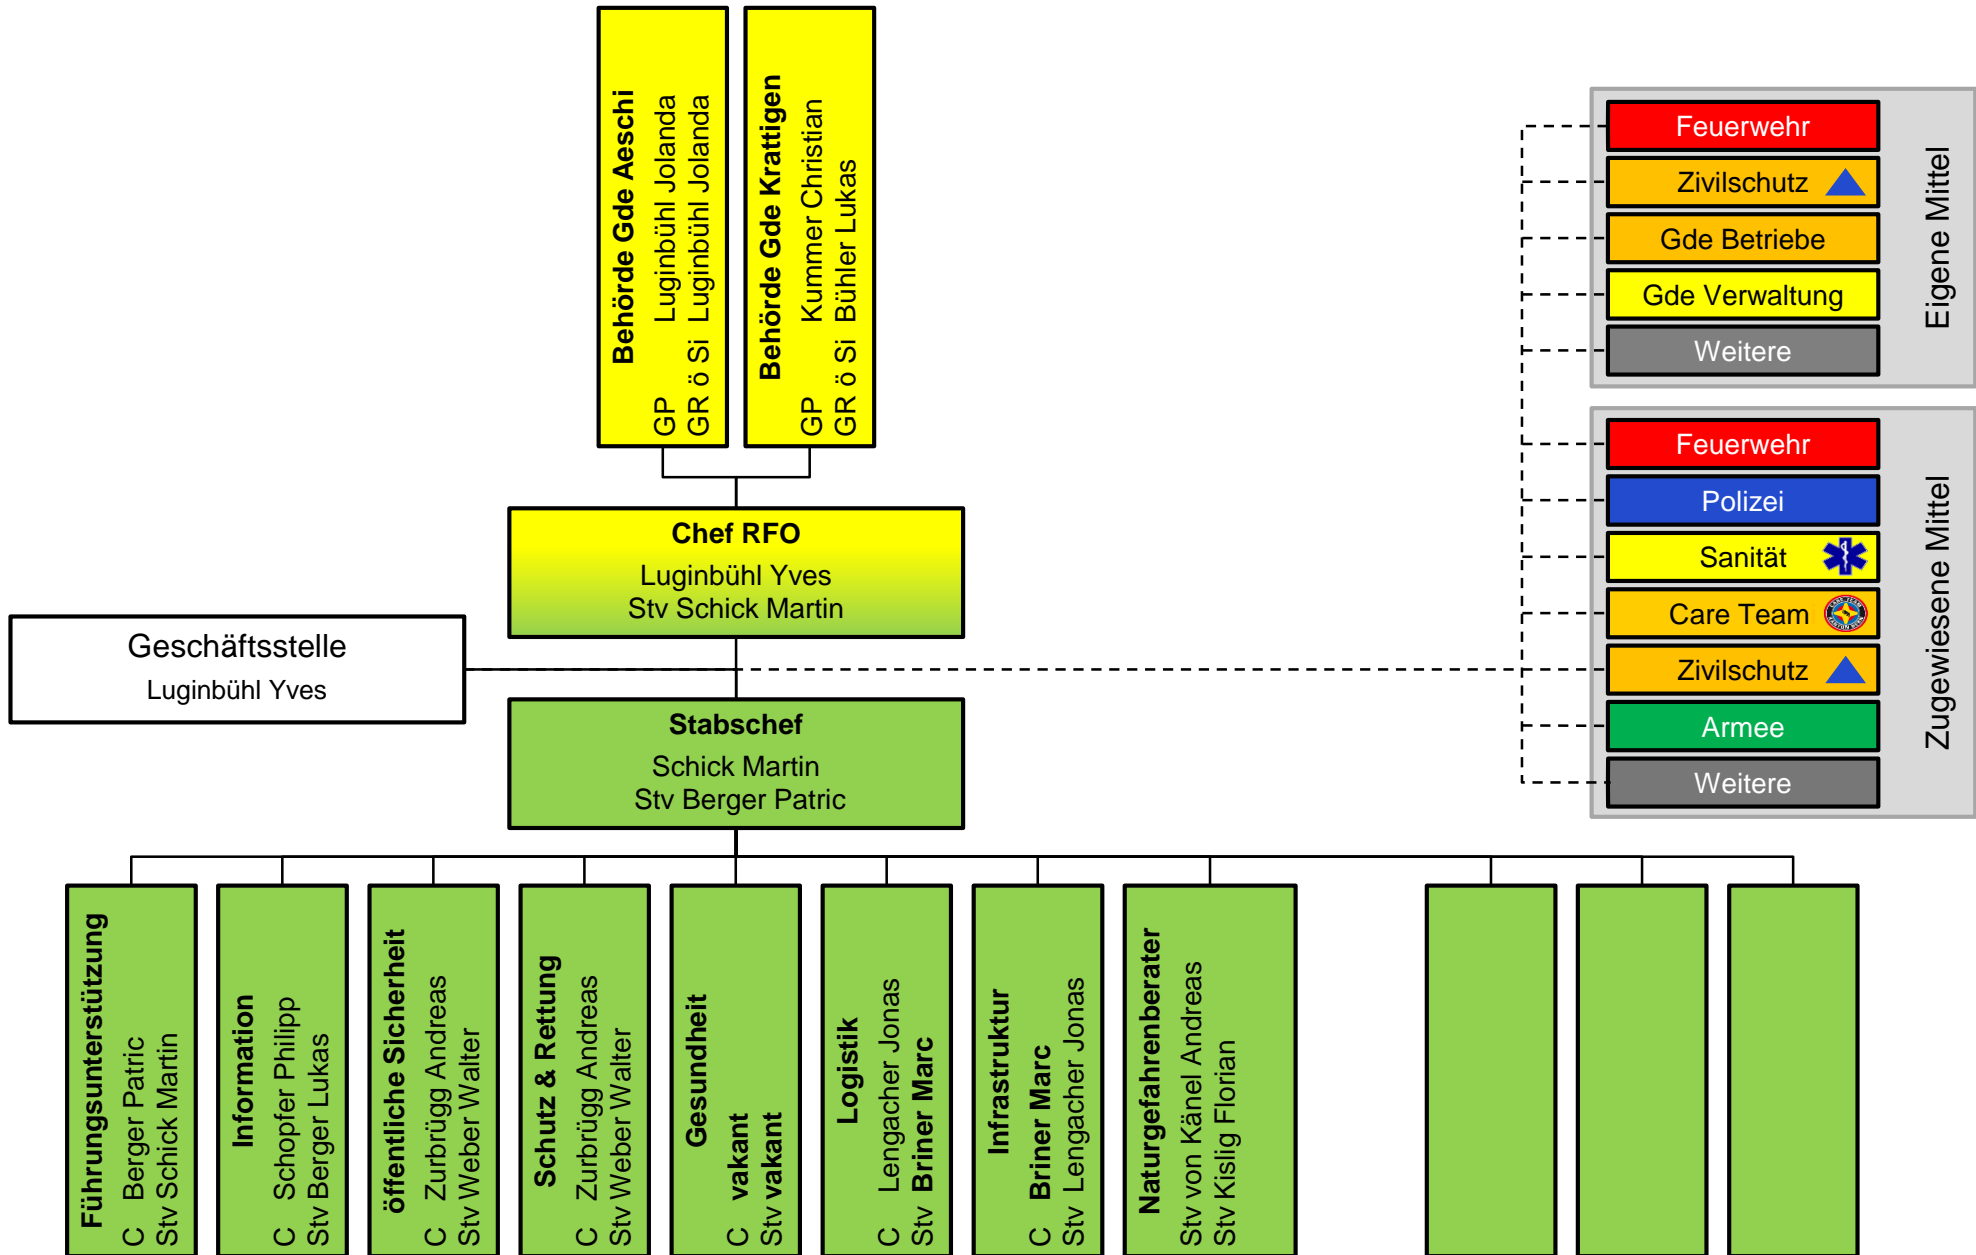 Behörde Gde Aeschi
GP Luginbühl Jolanda
GR ö Si Luginbühl Jolanda
Behörde Gde Krattigen
GP Kummer Christian
GR ö Si Bühler Lukas
Chef RFO
Luginbühl Yves
Stv Schick Martin
Geschäftsstelle
Luginbühl Yves
Stabschef
Schick Martin
Stv Berger Patric
Führungsunterstützung
C Berger Patric
Stv Schick Martin
Information
C Schopfer Philipp
Stv Berger Lukas
öffentliche Sicherheit
C Zurbrügg Andreas
Stv Weber Walter
Schutz & Rettung
C Zurbrügg Andreas
Stv Weber Walter
Gesundheit
C vakant
Stv vakant
Logistik
C Lengacher Jonas
Stv Briner Marc
Infrastruktur
C Briner Marc
Stv Lengacher Jonas
Naturgefahrenberater
Stv von Känel Andreas
Stv Kislig Florian
Eigene Mittel
Feuerwehr
Zivilschutz
Gde Betriebe
Gde Verwaltung
Weitere
Zugewiesene Mittel
Feuerwehr
Polizei
Sanität
Care Team
Zivilschutz
Armee
Weitere